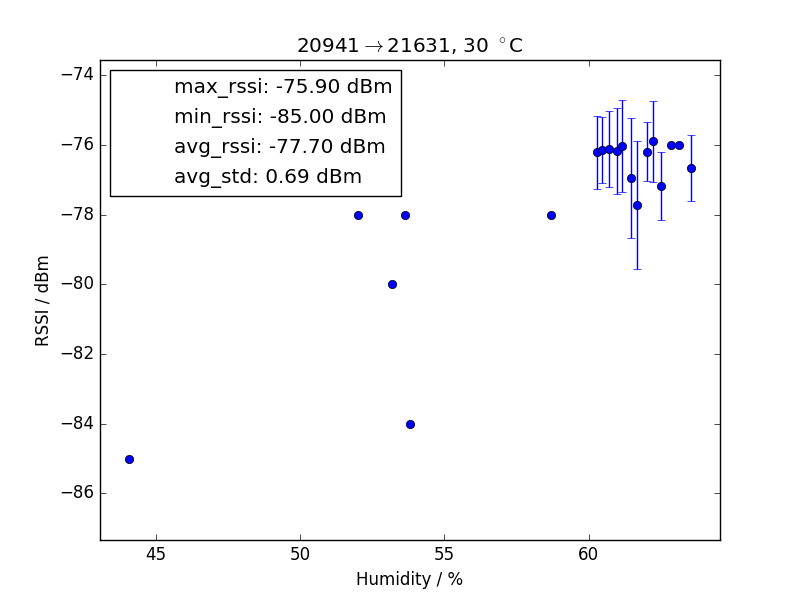 20941→21631, 30 °C
max_rssi: -75.90 dBm
min_rssi: -85.00 dBm
avg_rssi: -77.70 dBm
avg_std: 0.69 dBm
−74
−76
−78
−80
−82
−84
−86
RSSI / dBm
45 50 55 60
Humidity / %